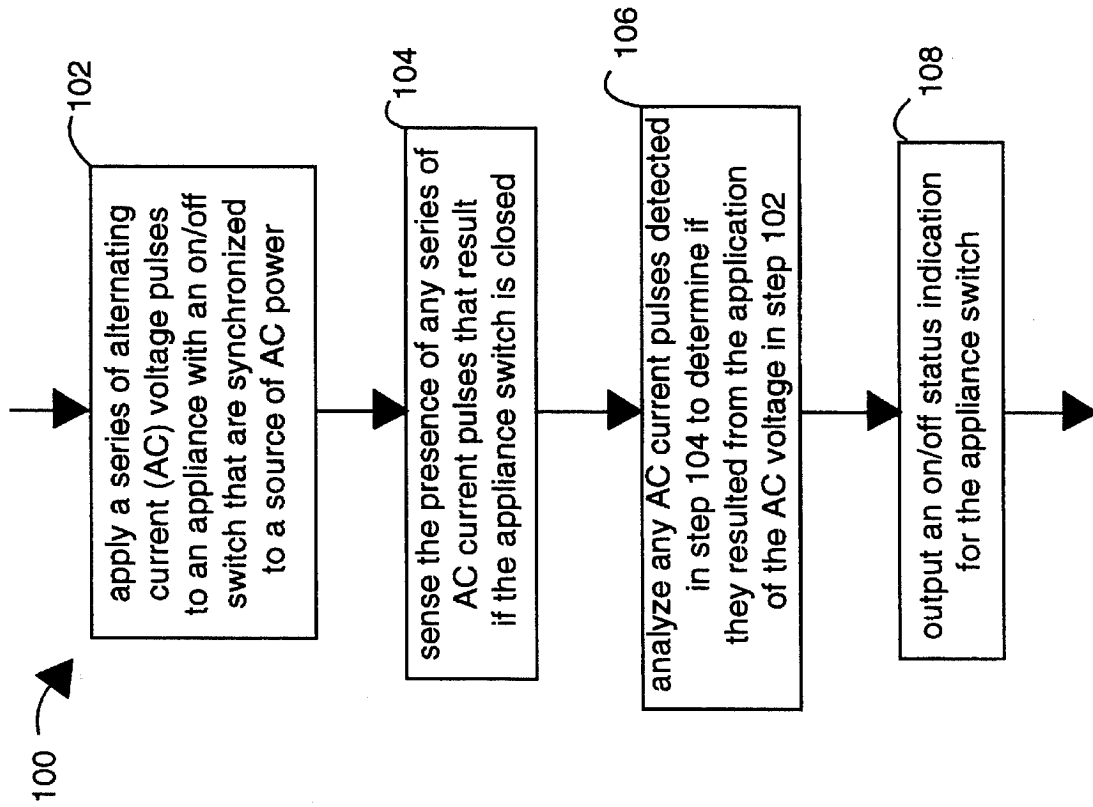 100
102
apply a series of alternating
current (AC) voltage pulses
to an appliance with an on/off
switch that are synchronized
to a source of AC power
104
sense the presence of any series of
AC current pulses that result
if the appliance switch is closed
106
analyze any AC current pulses detected
in step 104 to determine if
they resulted from the application
of the AC voltage in step 102
108
output an on/off status indication
for the appliance switch